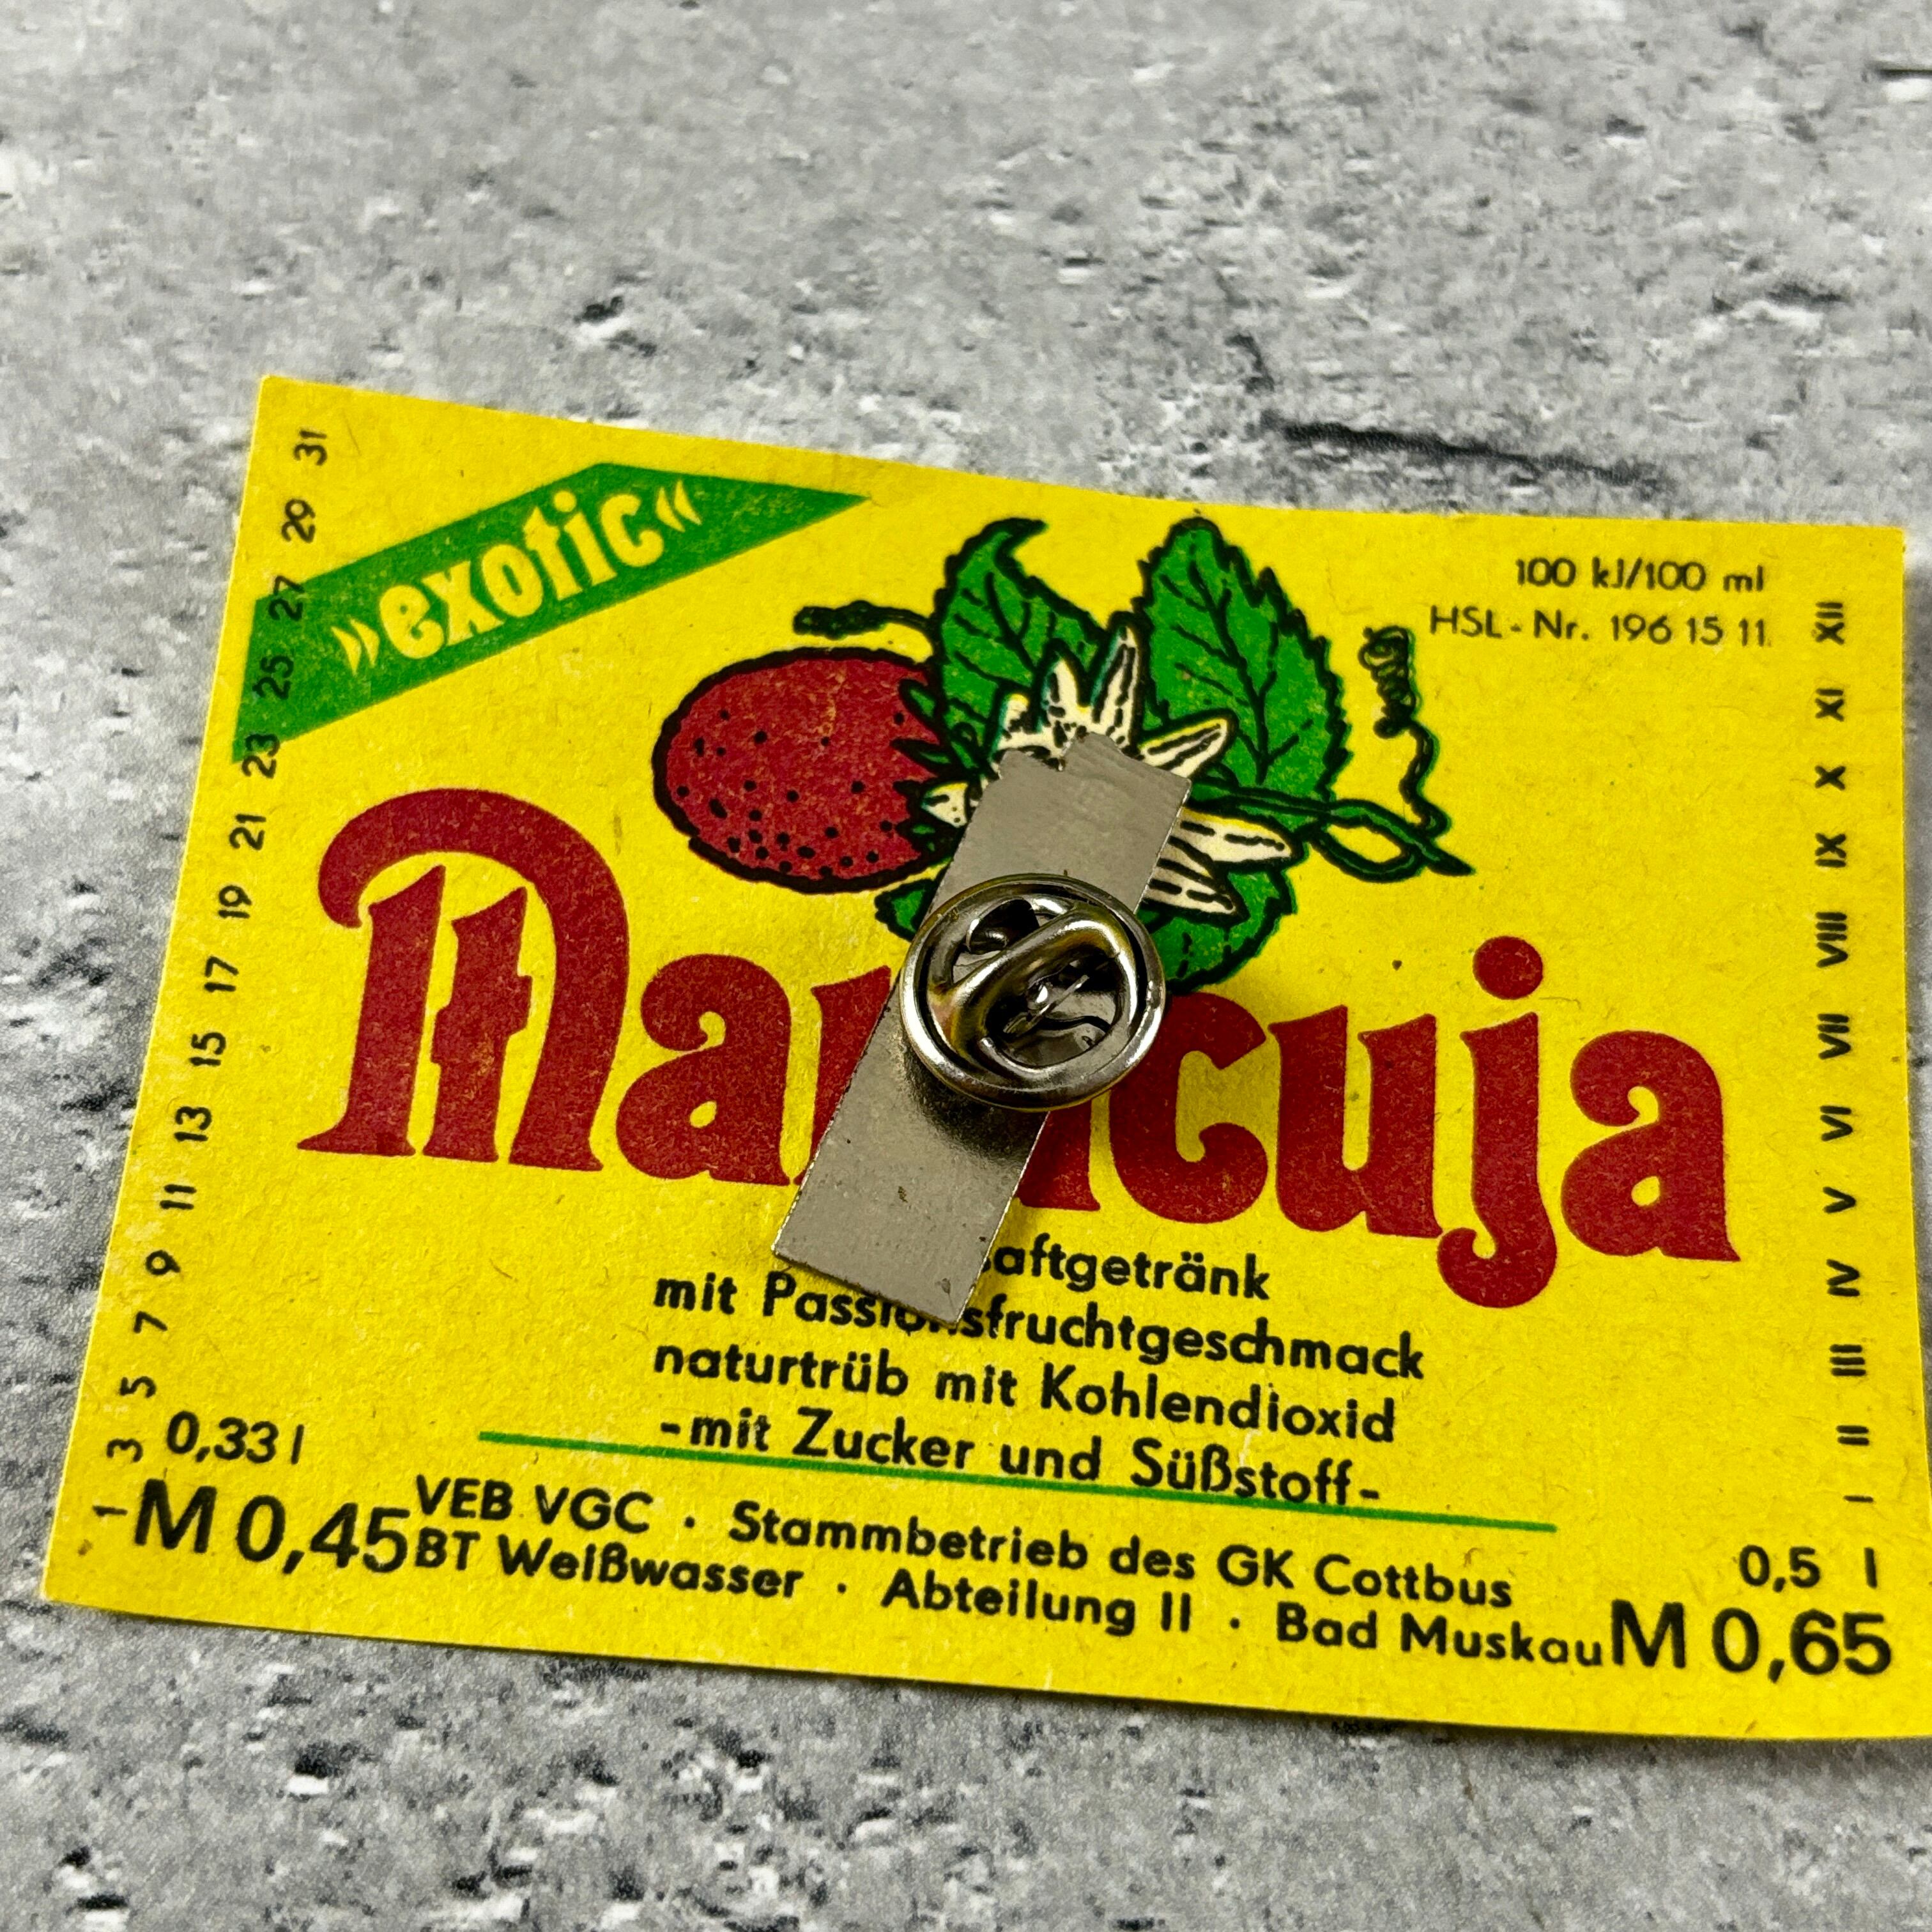 »exotic«
100 kJ/100 ml
HSL-Nr. 196 15 11
Maracuja
mit Passionsfruchtgeschmack
naturtrüb mit Kohlendioxid
-mit Zucker und Süßstoff-
0,33 l
M 0,45
VEB VGC · Stammbetrieb des GK Cottbus
BT Weißwasser · Abteilung II · Bad Muskau
0,5 l
M 0,65
1 3 5 7 9 11 13 15 17 19 21 23 25 27 29 31
I II III IV V VI VII VIII IX X XI XII